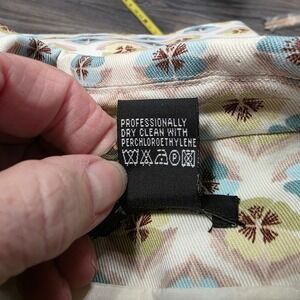 PROFESSIONALLY
DRY CLEAN WITH
PERCHLOROETHYLENE